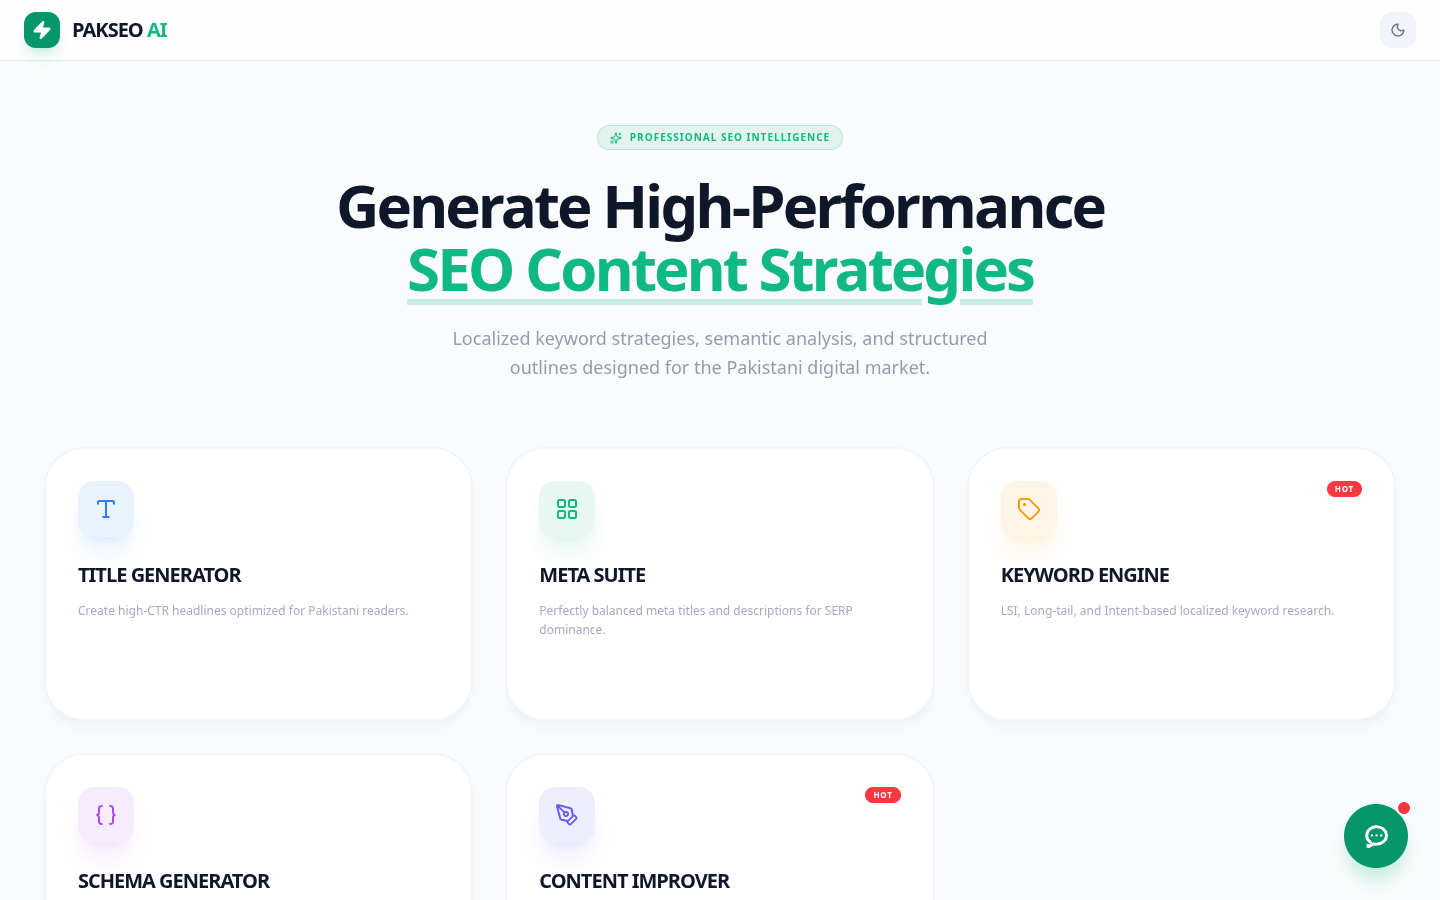 PAKSEO AI
PROFESSIONAL SEO INTELLIGENCE
Generate High-Performance
SEO Content Strategies
Localized keyword strategies, semantic analysis, and structured
outlines designed for the Pakistani digital market.
TITLE GENERATOR
Create high-CTR headlines optimized for Pakistani readers.
META SUITE
Perfectly balanced meta titles and descriptions for SERP
dominance.
HOT
KEYWORD ENGINE
LSI, Long-tail, and Intent-based localized keyword research.
SCHEMA GENERATOR
HOT
CONTENT IMPROVER